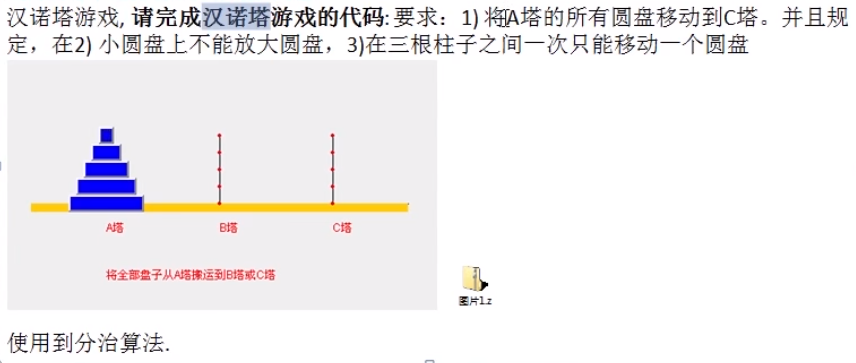 汉诺塔游戏, 请完成汉诺塔游戏的代码: 要求：1) 将A塔的所有圆盘移动到C塔。并且规
定，在2) 小圆盘上不能放大圆盘，3)在三根柱子之间一次只能移动一个圆盘
A塔
B塔
C塔
将全部盘子从A塔搬运到B塔或C塔
图片1.z
使用到分治算法.